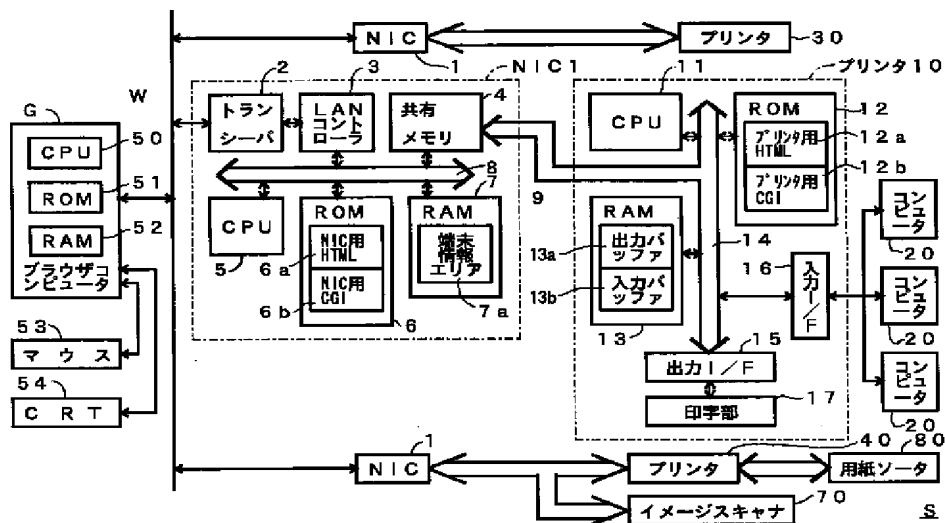 NIC
1
プリンタ
30
W
2
3
4
NIC1
11
プリンタ10
G
トランシーバ
LANコントローラ
共有メモリ
CPU
ROM
12
プリンタ用HTML
12a
プリンタ用CGI
12b
CPU
50
ROM
51
RAM
52
ブラウザコンピュータ
8
7
9
CPU
5
ROM
NIC用HTML
6a
NIC用CGI
6b
6
RAM
端末情報エリア
7a
RAM
13a
出力バッファ
13b
入力バッファ
13
14
16
入力I/F
コンピュータ
20
コンピュータ
20
コンピュータ
20
53
マウス
54
CRT
15
出力I/F
17
印字部
1
NIC
40
プリンタ
80
用紙ソータ
70
イメージスキャナ
S